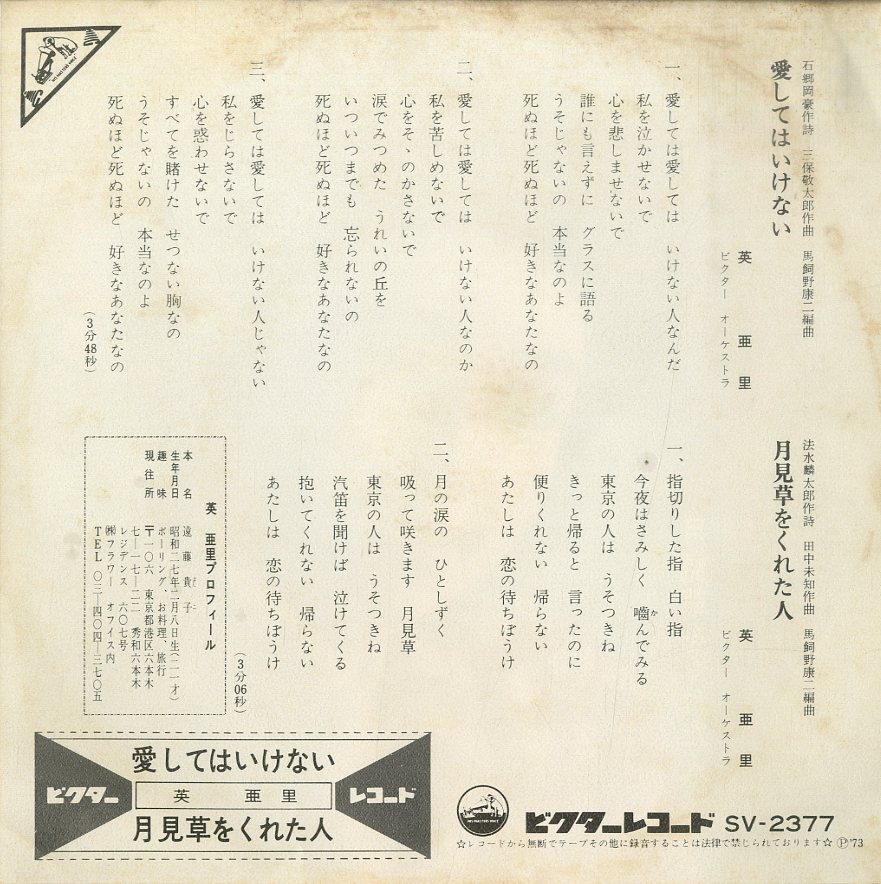 石郷岡豪作詩 三保敬太郎作曲 馬飼野康二編曲
愛してはいけない
英 亜里
ビクター オーケストラ
一、愛しては愛しては いけない人なんだ
私を泣かせないで
心を悲しませないで
誰にも言えずに グラスに語る
うそじゃないの 本当なのよ
死ぬほど死ぬほど 好きなあなたなの
二、愛しては愛しては いけない人なのか
私を苦しめないで
心をそゝのかさないで
涙でみつめた うれいの丘を
いついつまでも 忘られないの
死ぬほど死ぬほど 好きなあなたなの
三、愛しては愛しては いけない人じゃない
私をじらさないで
心を惑わせないで
すべてを賭けた せつない胸なの
うそじゃないの 本当なのよ
死ぬほど死ぬほど 好きなあなたなの
(3分48秒)
法水麟太郎作詩 田中未知作曲 馬飼野康二編曲
月見草をくれた人
英 亜里
ビクター オーケストラ
一、指切りした指 白い指
今夜はさみしく 嚙んでみる
か
東京の人は うそつきね
きっと帰ると 言ったのに
便りくれない 帰らない
あたしは 恋の待ちぼうけ
二、月の涙の ひとしずく
吸って咲きます 月見草
東京の人は うそつきね
汽笛を聞けば 泣けてくる
抱いてくれない 帰らない
あたしは 恋の待ちぼうけ
(3分06秒)
英 亜里プロフィール
本名 遠藤貴子
生年月日 昭和二七年二月八日生(二一才)
趣味 ボーリング、お料理、旅行
現住所 〒一〇六 東京都港区六本木
七―一七―二二 秀和六本木
レジデンス 六〇七号
㈱フラワー オフィス内
TEL 〇三―四〇四―三七〇五
ビクター
愛してはいけない
英 亜里
月見草をくれた人
レコード
HIS MASTER'S VOICE
ビクターレコード SV-2377
☆レコードから無断でテープその他に録音することは法律で禁じられております☆ Ⓟ'73